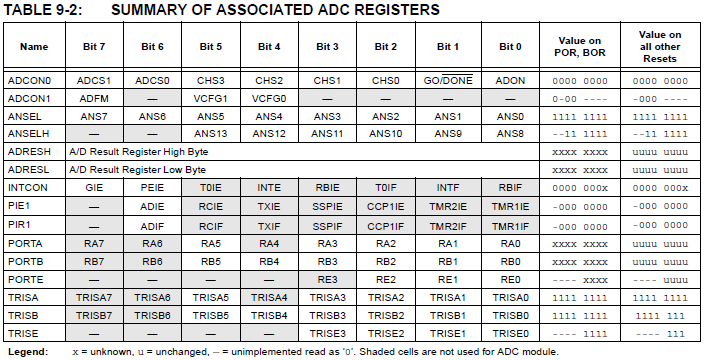 TABLE 9-2: SUMMARY OF ASSOCIATED ADC REGISTERS
Name Bit 7 Bit 6 Bit 5 Bit 4 Bit 3 Bit 2 Bit 1 Bit 0 Value on POR, BOR Value on all other Resets
ADCON0 ADCS1 ADCS0 CHS3 CHS2 CHS1 CHS0 GO/DONE ADON 0000 0000 0000 0000
ADCON1 ADFM — VCFG1 VCFG0 — — — — 0-00 ---- -000 ----
ANSEL ANS7 ANS6 ANS5 ANS4 ANS3 ANS2 ANS1 ANS0 1111 1111 1111 1111
ANSELH — — ANS13 ANS12 ANS11 ANS10 ANS9 ANS8 --11 1111 --11 1111
ADRESH A/D Result Register High Byte xxxx xxxx uuuu uuuu
ADRESL A/D Result Register Low Byte xxxx xxxx uuuu uuuu
INTCON GIE PEIE T0IE INTE RBIE T0IF INTF RBIF 0000 000x 0000 000x
PIE1 — ADIE RCIE TXIE SSPIE CCP1IE TMR2IE TMR1IE -000 0000 -000 0000
PIR1 — ADIF RCIF TXIF SSPIF CCP1IF TMR2IF TMR1IF -000 0000 -000 0000
PORTA RA7 RA6 RA5 RA4 RA3 RA2 RA1 RA0 xxxx xxxx uuuu uuuu
PORTB RB7 RB6 RB5 RB4 RB3 RB2 RB1 RB0 xxxx xxxx uuuu uuuu
PORTE — — — — RE3 RE2 RE1 RE0 ---- xxxx ---- uuuu
TRISA TRISA7 TRISA6 TRISA5 TRISA4 TRISA3 TRISA2 TRISA1 TRISA0 1111 1111 1111 1111
TRISB TRISB7 TRISB6 TRISB5 TRISB4 TRISB3 TRISB2 TRISB1 TRISB0 1111 1111 1111 111
TRISE — — — — TRISE3 TRISE2 TRISE1 TRISE0 ---- 1111 ---- 111
Legend: x = unknown, u = unchanged, — = unimplemented read as '0'. Shaded cells are not used for ADC module.